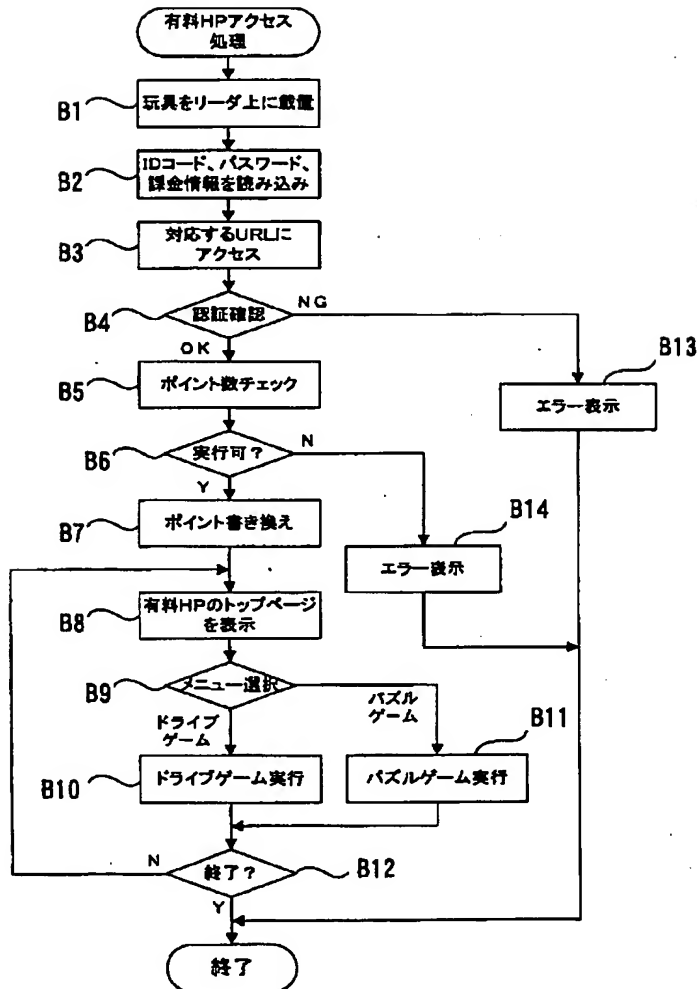 有料HPアクセス
処理
B1
玩具をリーダ上に載置
B2
IDコード、パスワード、
課金情報を読み込み
B3
対応するURLに
アクセス
B4
認証確認
NG
OK
B13
エラー表示
B5
ポイント数チェック
B6
実行可?
N
Y
B14
エラー表示
B7
ポイント書き換え
B8
有料HPのトップページ
を表示
B9
メニュー選択
ドライブ
ゲーム
パズル
ゲーム
B10
ドライブゲーム実行
B11
パズルゲーム実行
B12
終了?
N
Y
終了